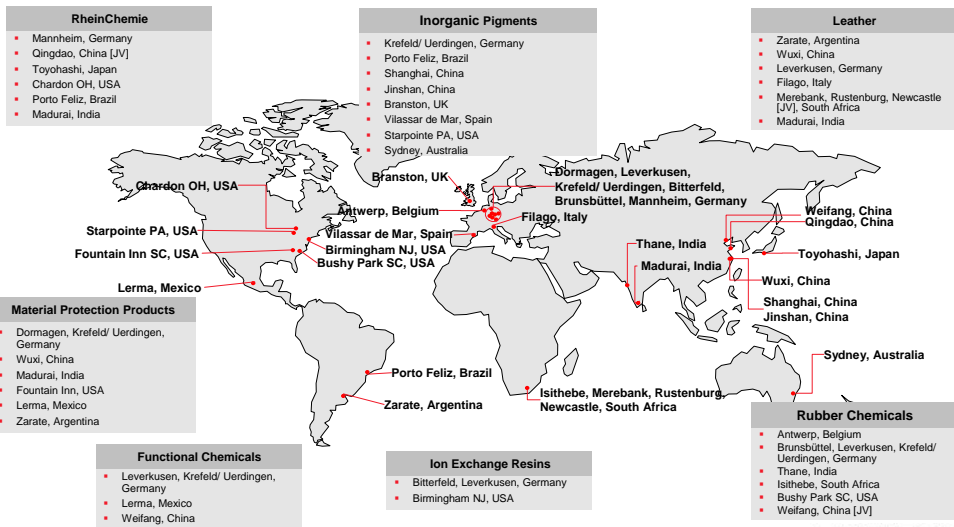 RheinChemie
Mannheim, Germany
Qingdao, China [JV]
Toyohashi, Japan
Chardon OH, USA
Porto Feliz, Brazil
Madurai, India
Inorganic Pigments
Krefeld/ Uerdingen, Germany
Porto Feliz, Brazil
Shanghai, China
Jinshan, China
Branston, UK
Vilassar de Mar, Spain
Starpointe PA, USA
Sydney, Australia
Leather
Zarate, Argentina
Wuxi, China
Leverkusen, Germany
Filago, Italy
Merebank, Rustenburg, Newcastle
[JV], South Africa
Madurai, India
Chardon OH, USA
Starpointe PA, USA
Fountain Inn SC, USA
Lerma, Mexico
Branston, UK
Antwerp, Belgium
Vilassar de Mar, Spain
Birmingham NJ, USA
Bushy Park SC, USA
Dormagen, Leverkusen,
Krefeld/ Uerdingen, Bitterfeld,
Brunsbüttel, Mannheim, Germany
Filago, Italy
Thane, India
Madurai, India
Weifang, China
Qingdao, China
Toyohashi, Japan
Wuxi, China
Shanghai, China
Jinshan, China
Sydney, Australia
Porto Feliz, Brazil
Zarate, Argentina
Isithebe, Merebank, Rustenburg,
Newcastle, South Africa
Material Protection Products
Dormagen, Krefeld/ Uerdingen,
Germany
Wuxi, China
Madurai, India
Fountain Inn, USA
Lerma, Mexico
Zarate, Argentina
Functional Chemicals
Leverkusen, Krefeld/ Uerdingen,
Germany
Lerma, Mexico
Weifang, China
Ion Exchange Resins
Bitterfeld, Leverkusen, Germany
Birmingham NJ, USA
Rubber Chemicals
Antwerp, Belgium
Brunsbüttel, Leverkusen, Krefeld/
Uerdingen, Germany
Thane, India
Isithebe, South Africa
Bushy Park SC, USA
Weifang, China [JV]